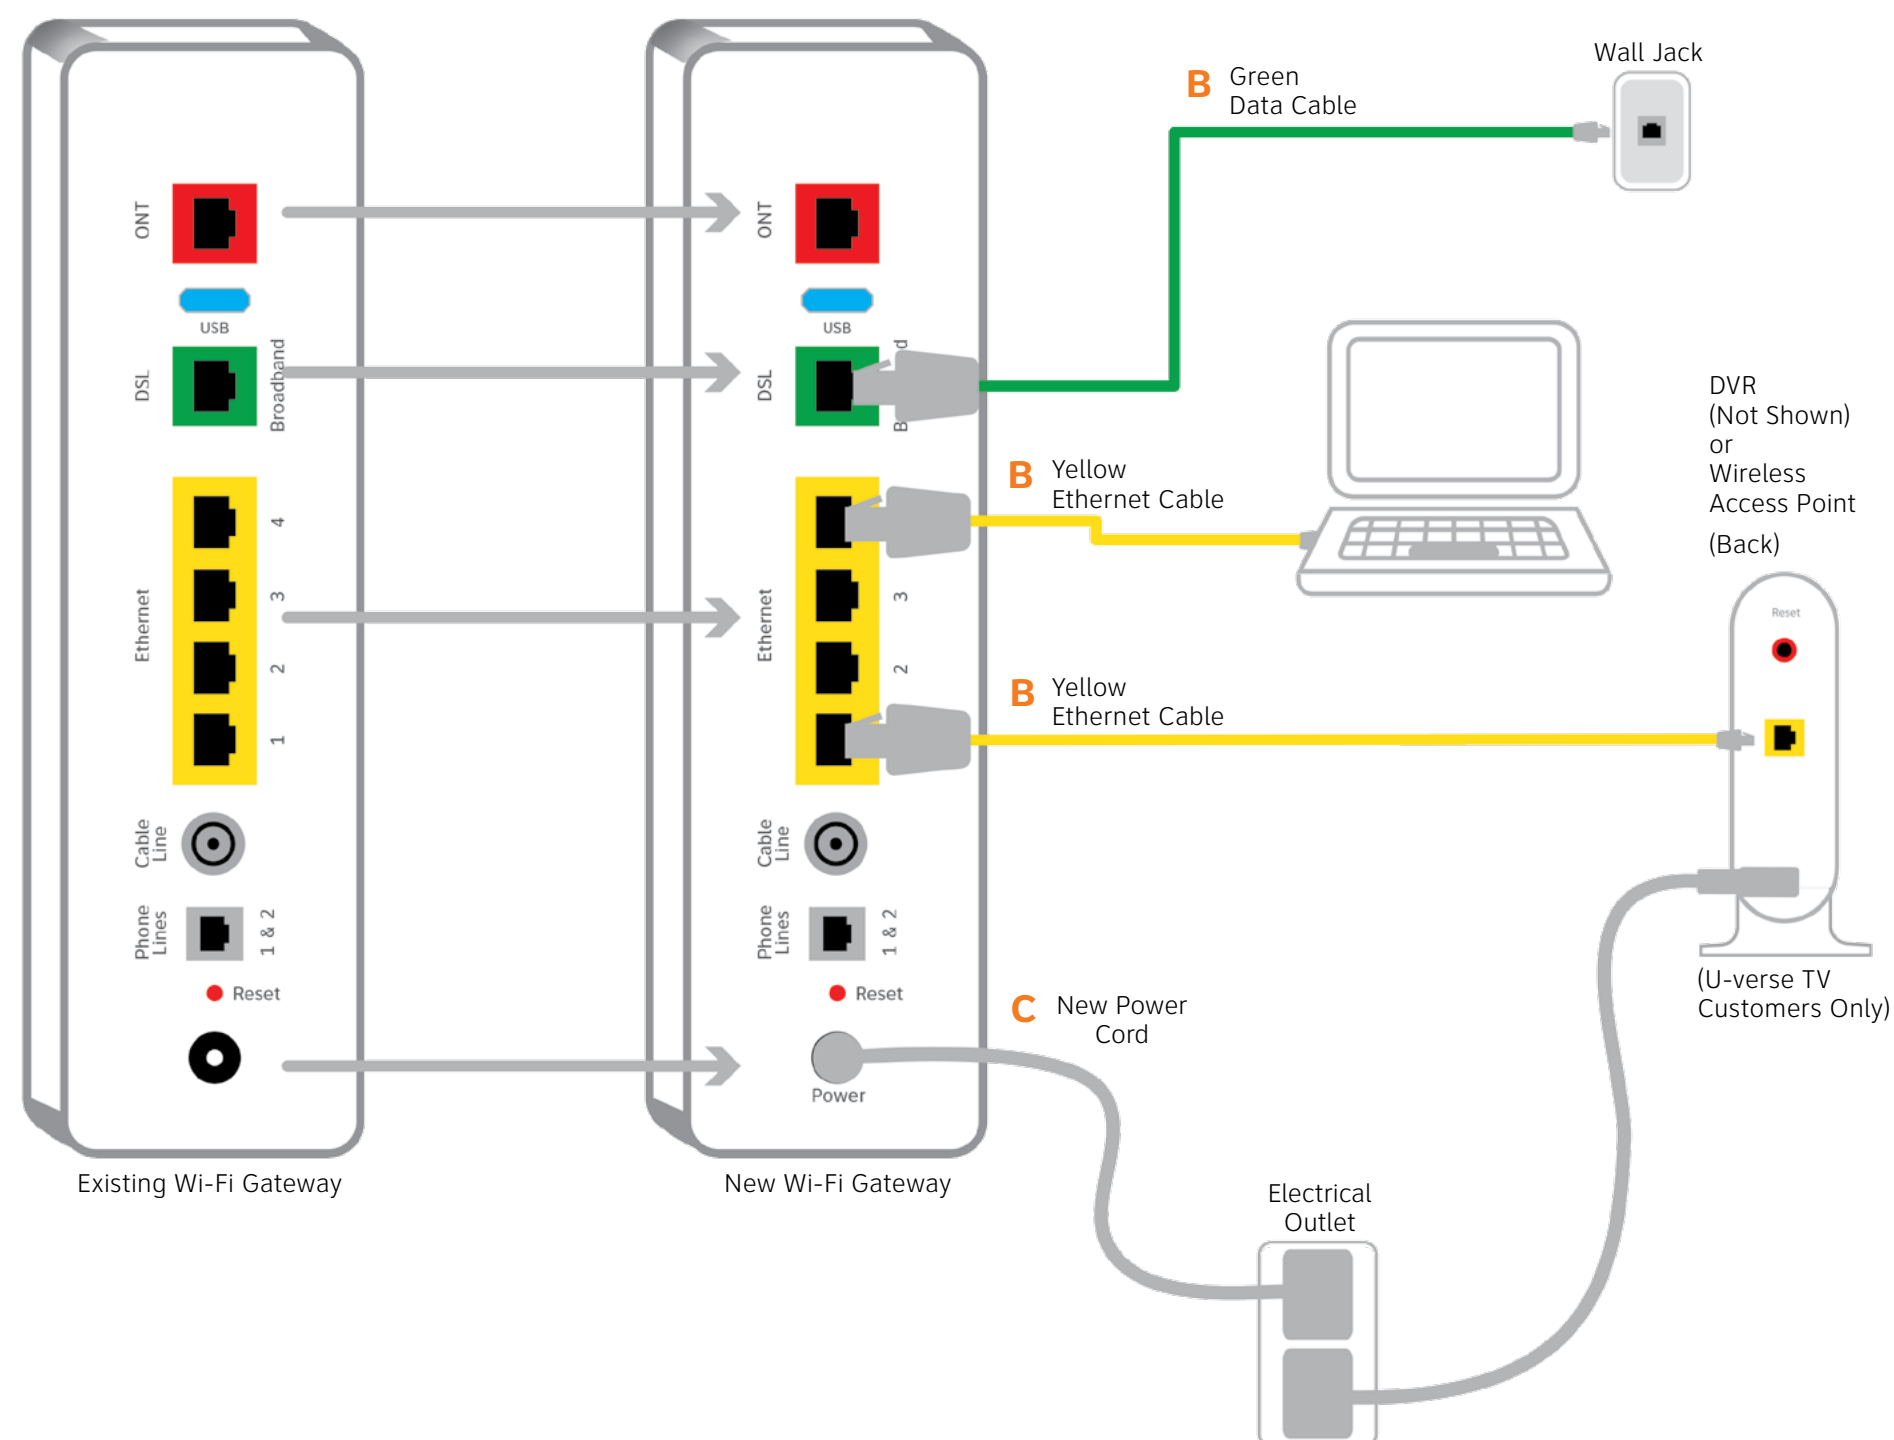 ONT
USB
DSL
Broadband
Ethernet
4
3
2
1
Cable
Line
Phone
Lines
1 & 2
Reset
Existing Wi-Fi Gateway
ONT
USB
DSL
Ethernet
3
2
Cable
Line
Phone
Lines
1 & 2
Reset
Power
New Wi-Fi Gateway
B Green
Data Cable
Wall Jack
B Yellow
Ethernet Cable
B Yellow
Ethernet Cable
C New Power
Cord
DVR
(Not Shown)
or
Wireless
Access Point
(Back)
Reset
(U-verse TV
Customers Only)
Electrical
Outlet